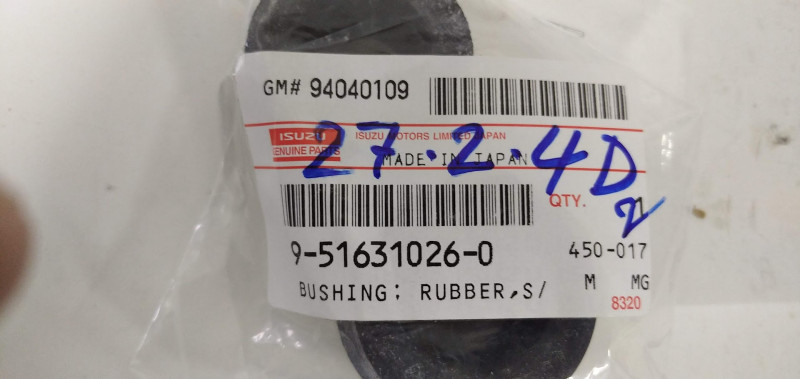 GM# 94040109
ISUZU ISUZU MOTORS LIMITED JAPAN
GENUINE PARTS MADE IN JAPAN
27.2.4D
QTY. 2
9-51631026-0 450-017
BUSHING; RUBBER,S/ M MG
8320